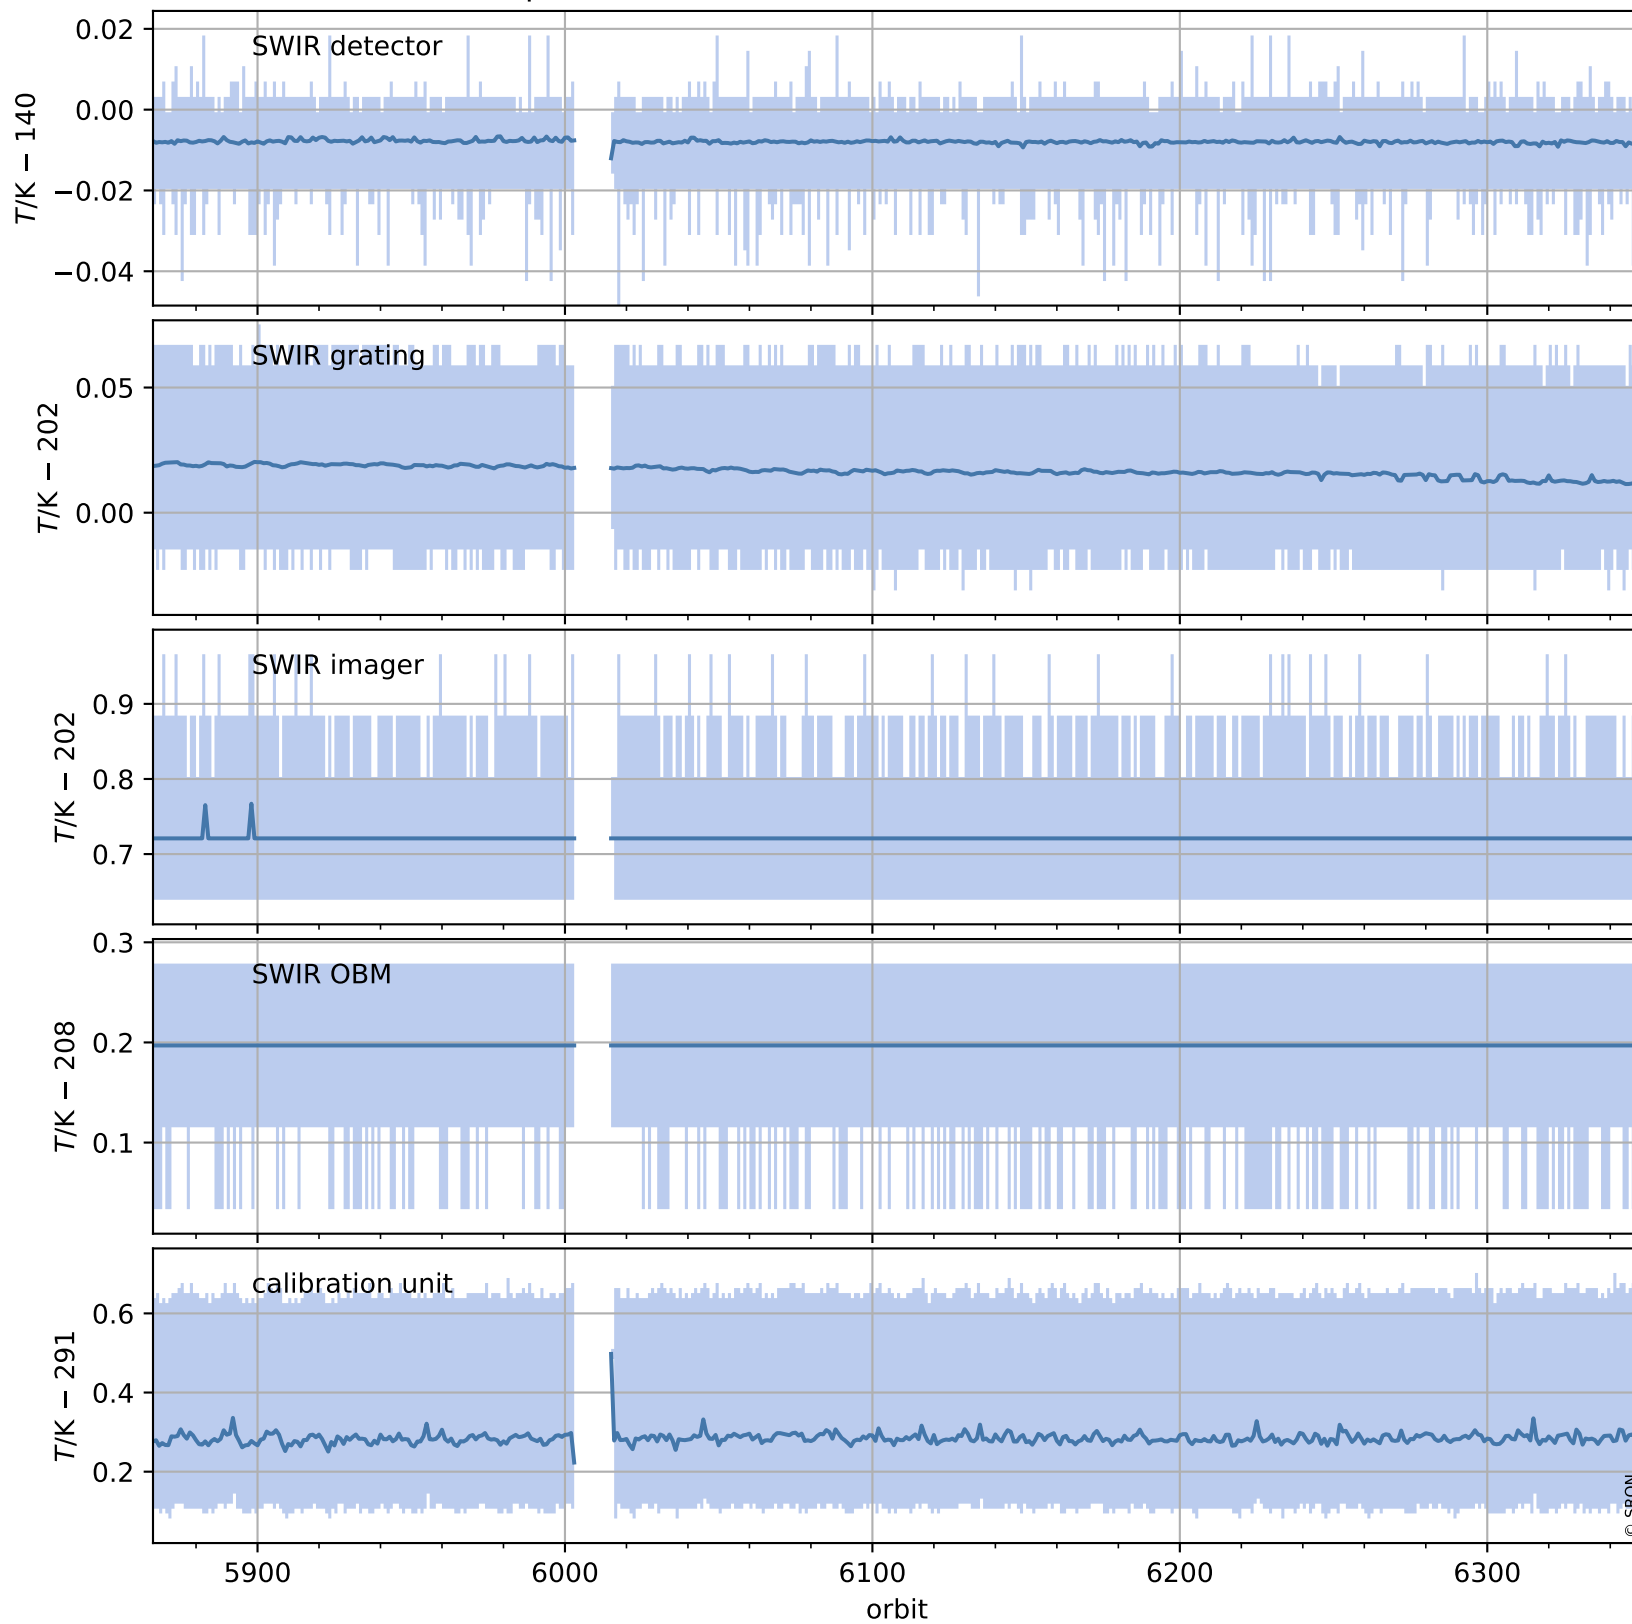 0.02
0.00
−0.02
−0.04
T/K − 140
SWIR detector
0.05
0.00
T/K − 202
SWIR grating
0.9
0.8
0.7
T/K − 202
SWIR imager
0.3
0.2
0.1
T/K − 208
SWIR OBM
0.6
0.4
0.2
T/K − 291
calibration unit
© SRON
5900 6000 6100 6200 6300
orbit